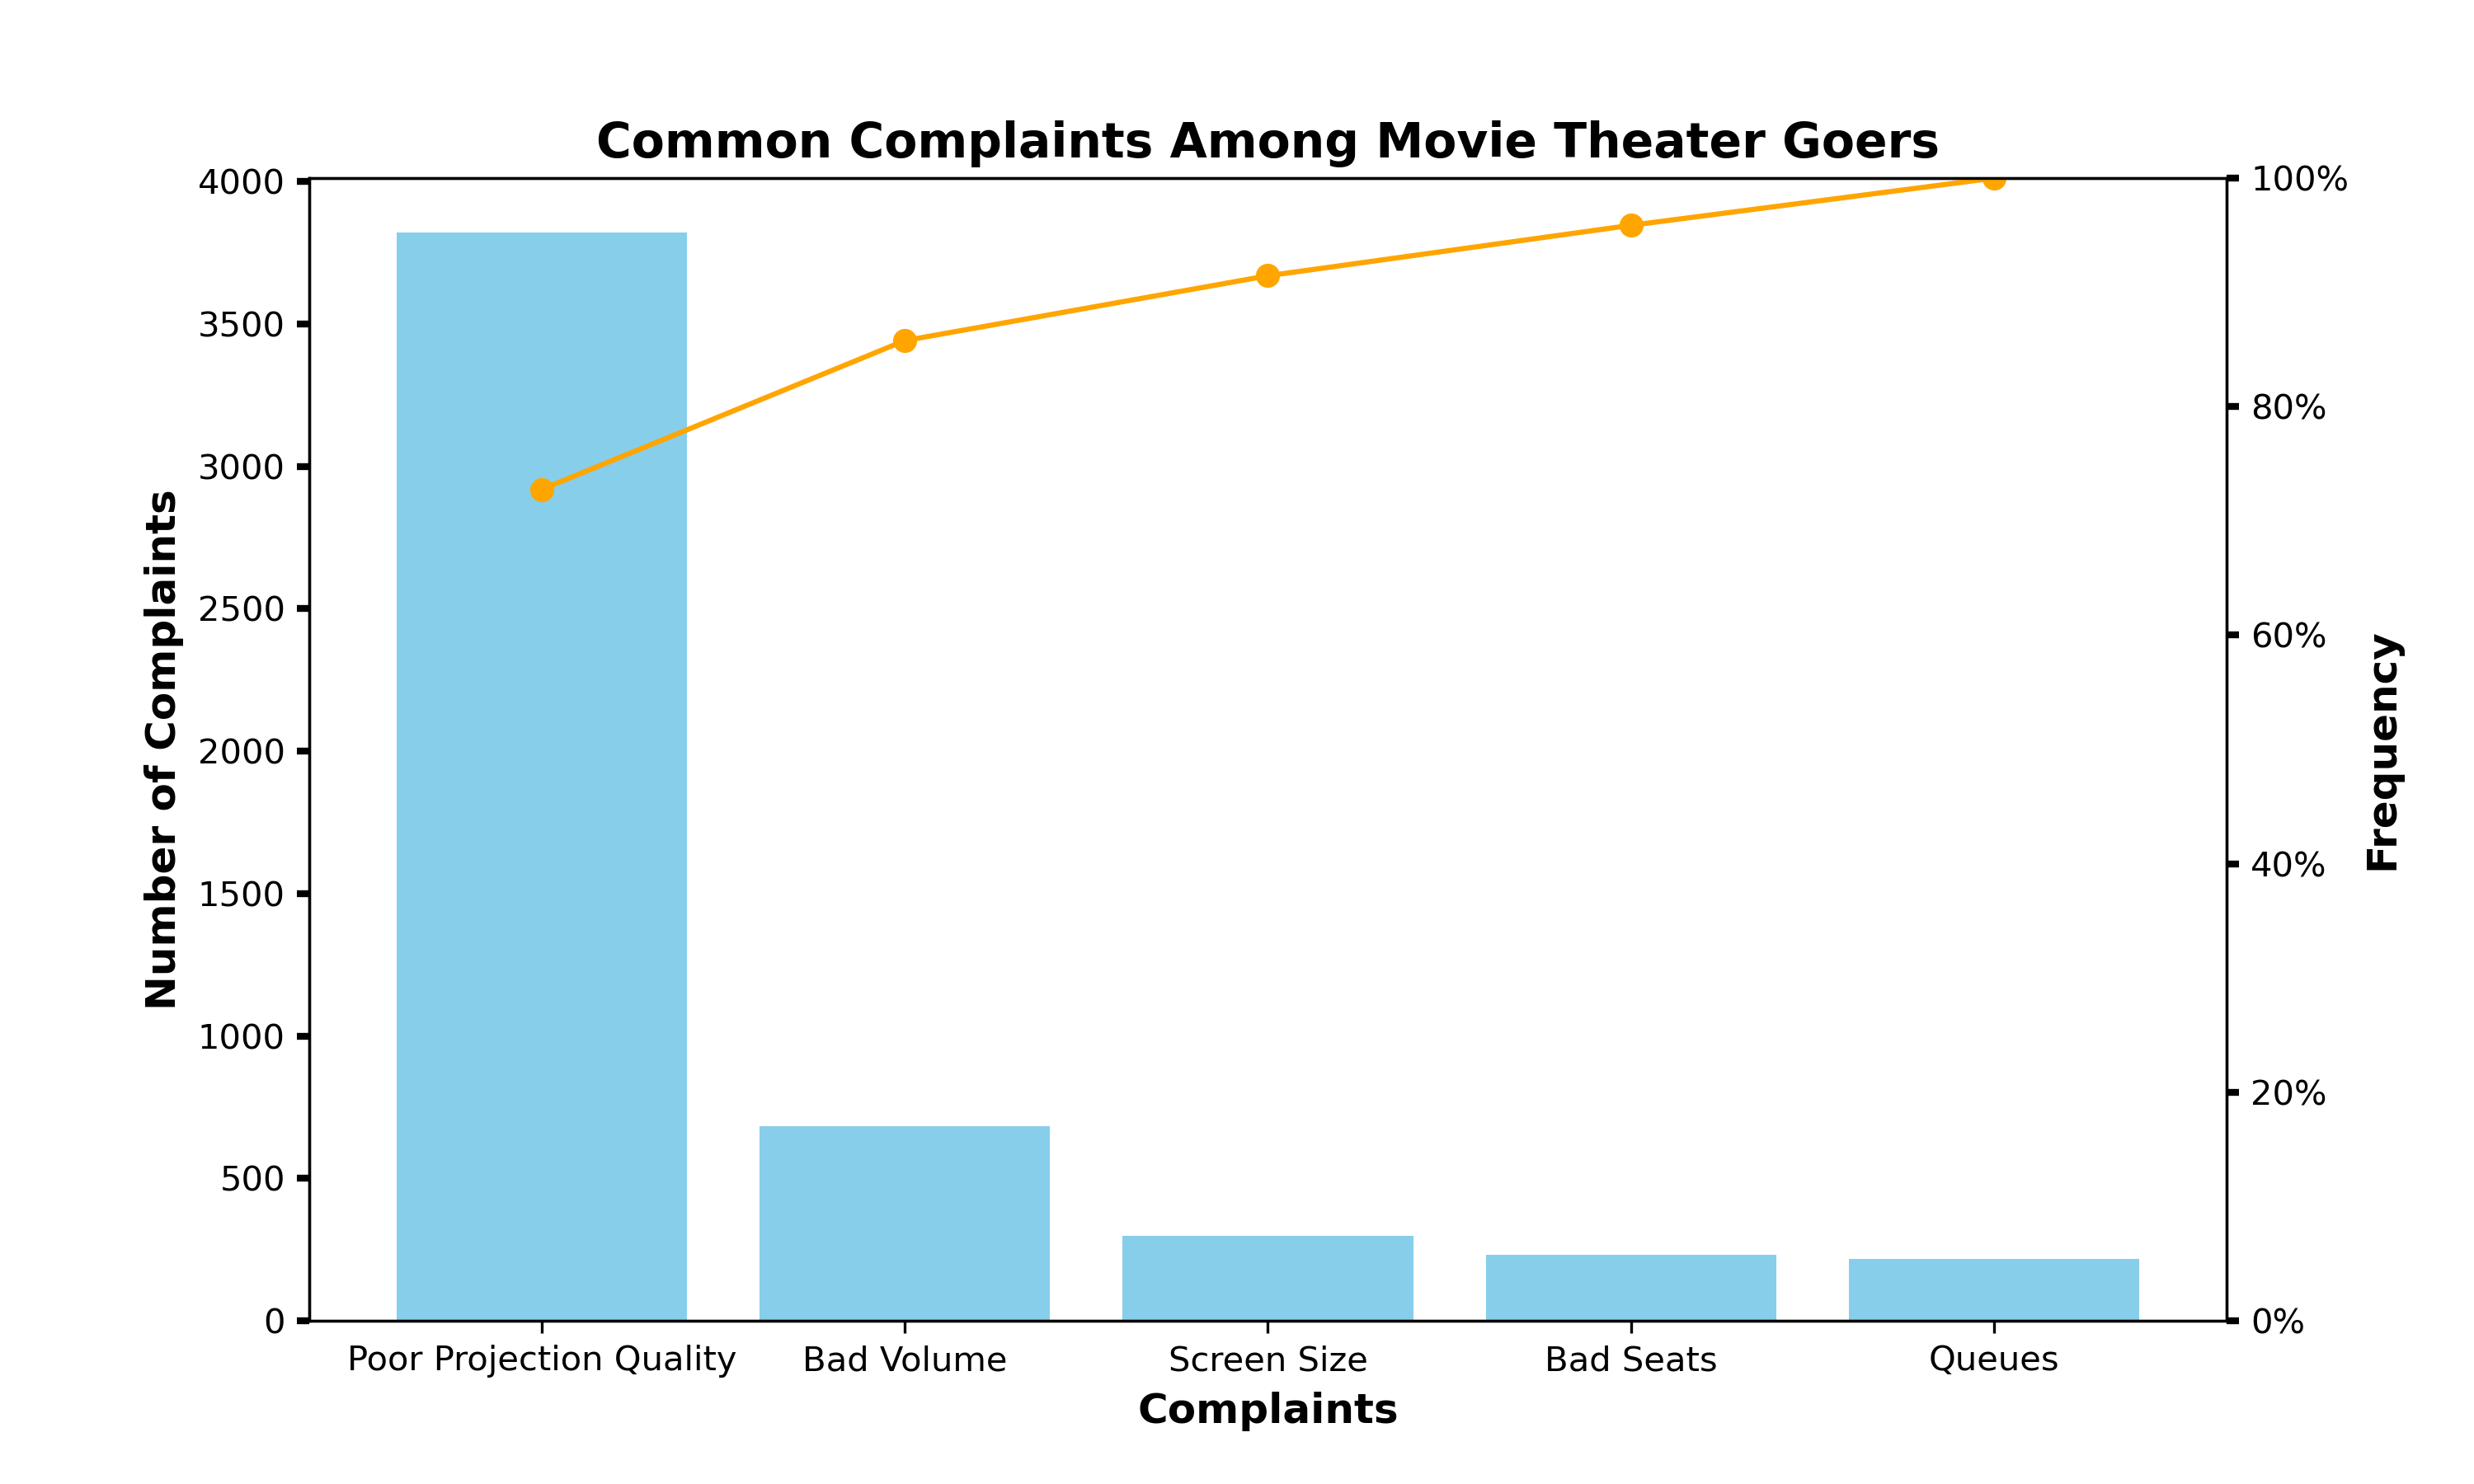 Common Complaints Among Movie Theater Goers
Number of Complaints
4000
3500
3000
2500
2000
1500
1000
500
0
100%
80%
60%
40%
20%
0%
Frequency
Poor Projection Quality
Bad Volume
Screen Size
Bad Seats
Queues
Complaints